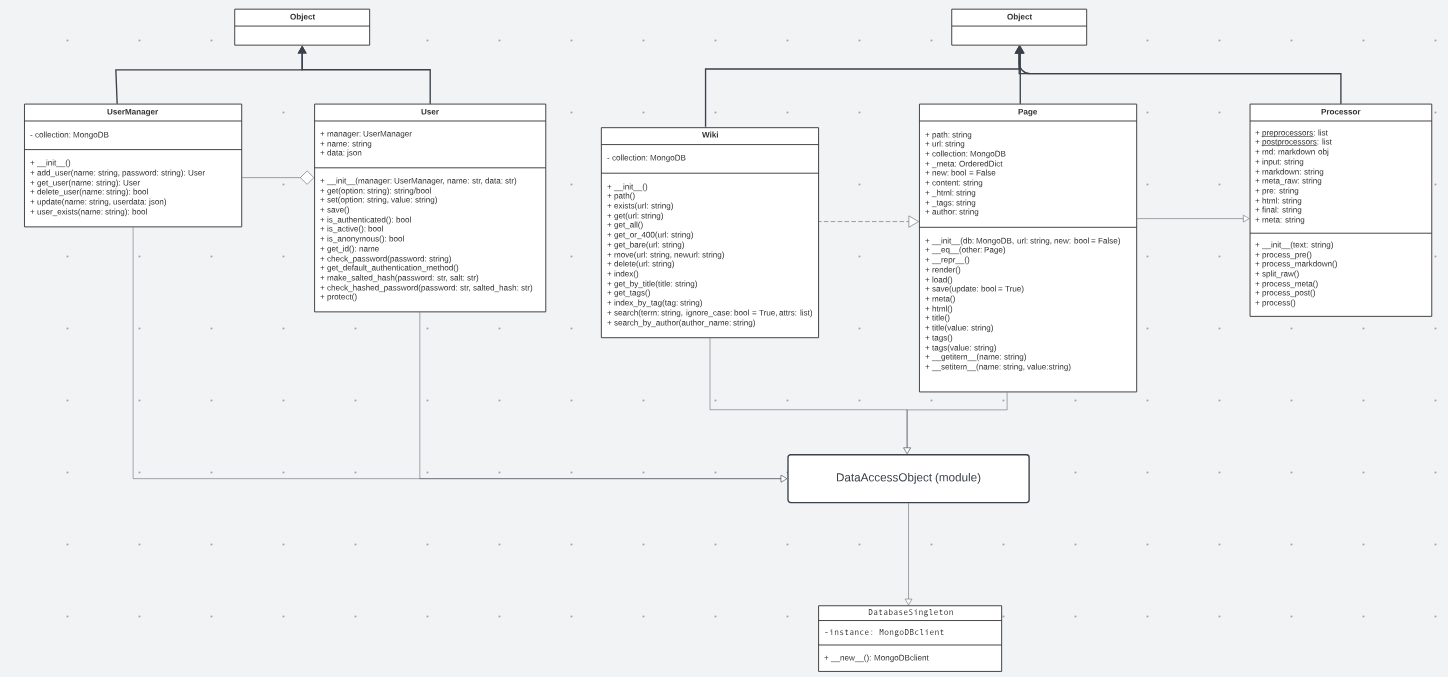 Object
Object
UserManager
- collection: MongoDB
+ __init__()
+ add_user(name: string, password: string): User
+ get_user(name: string): User
+ delete_user(name: string): bool
+ update(name: string, userdata: json)
+ user_exists(name: string): bool
User
+ manager: UserManager
+ name: string
+ data: json
+ __init__(manager: UserManager, name: str, data: str)
+ get(option: string): string/bool
+ set(option: string, value: string)
+ save()
+ is_authenticated(): bool
+ is_active(): bool
+ is_anonymous(): bool
+ get_id(): name
+ check_password(password: string)
+ get_default_authentication_method()
+ make_salted_hash(password: str, salt: str)
+ check_hashed_password(password: str, salted_hash: str)
+ protect()
Wiki
- collection: MongoDB
+ __init__()
+ path()
+ exists(url: string)
+ get(url: string)
+ get_all()
+ get_or_400(url: string)
+ get_bare(url: string)
+ move(url: string, newurl: string)
+ delete(url: string)
+ index()
+ get_by_title(title: string)
+ get_tags()
+ index_by_tag(tag: string)
+ search(term: string, ignore_case: bool = True, attrs: list)
+ search_by_author(author_name: string)
Page
+ path: string
+ url: string
+ collection: MongoDB
+ _meta: OrderedDict
+ new: bool = False
+ content: string
+ _html: string
+ _tags: string
+ author: string
+ __init__(db: MongoDB, url: string, new: bool = False)
+ __eq__(other: Page)
+ __repr__()
+ render()
+ load()
+ save(update: bool = True)
+ meta()
+ html()
+ title()
+ title(value: string)
+ tags()
+ tags(value: string)
+ __getitem__(name: string)
+ __setitem__(name: string, value:string)
Processor
+ preprocessors: list
+ postprocessors: list
+ md: markdown obj
+ input: string
+ markdown: string
+ meta_raw: string
+ pre: string
+ html: string
+ final: string
+ meta: string
+ __init__(text: string)
+ process_pre()
+ process_markdown()
+ split_raw()
+ process_meta()
+ process_post()
+ process()
DataAccessObject (module)
DatabaseSingleton
-instance: MongoDBclient
+ __new__(): MongoDBclient